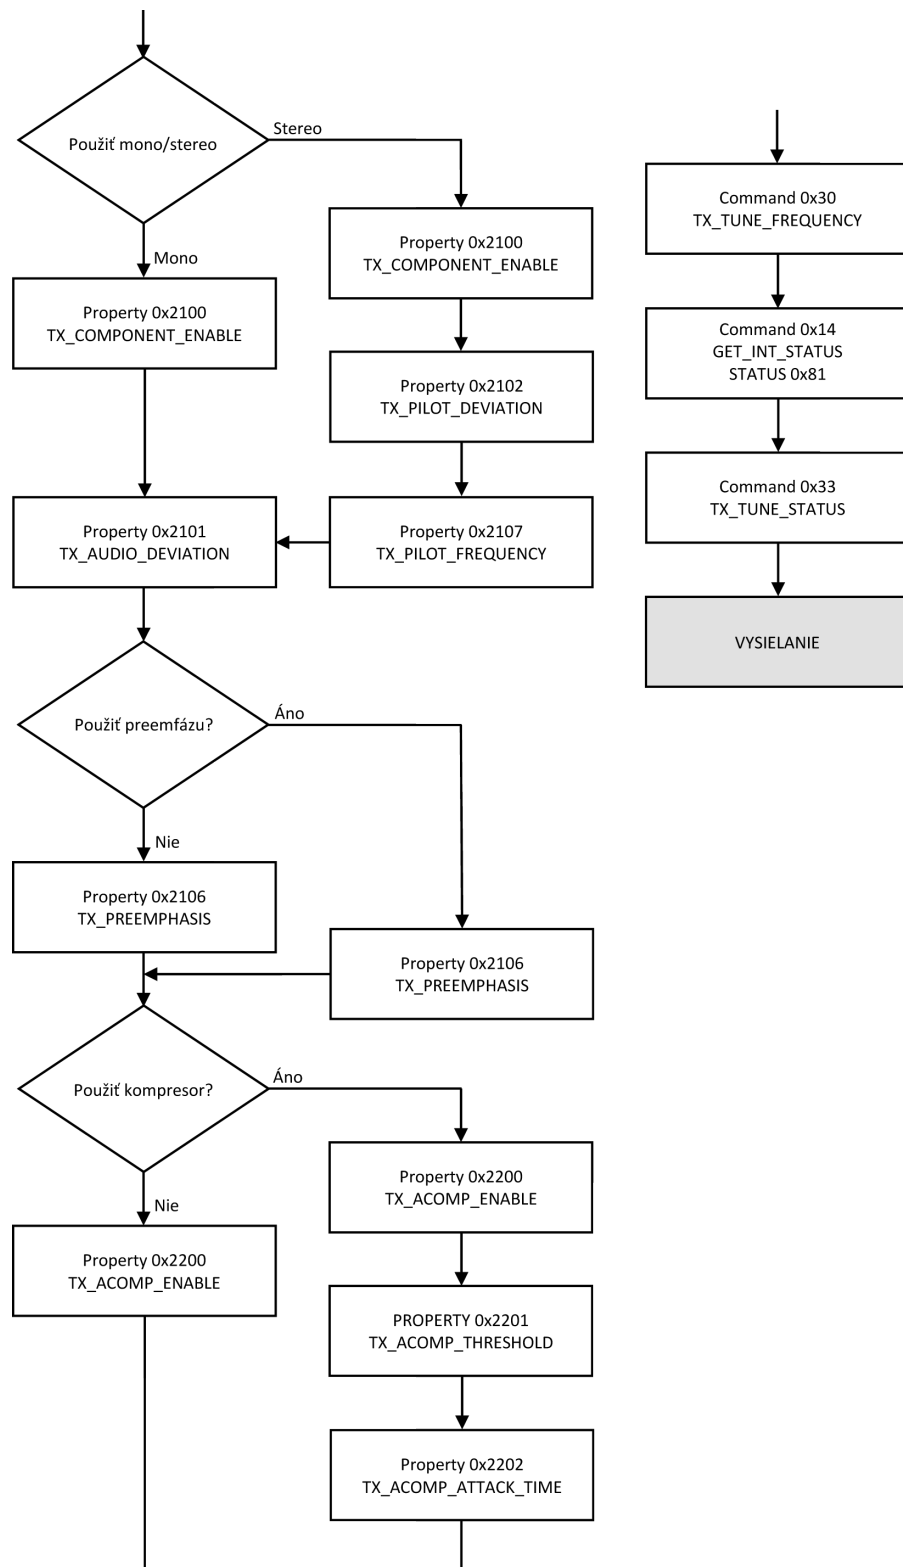 Použiť mono/stereo
Stereo
Mono
Property 0x2100
TX_COMPONENT_ENABLE
Property 0x2100
TX_COMPONENT_ENABLE
Property 0x2102
TX_PILOT_DEVIATION
Property 0x2101
TX_AUDIO_DEVIATION
Property 0x2107
TX_PILOT_FREQUENCY
Použiť preemfázu?
Áno
Nie
Property 0x2106
TX_PREEMPHASIS
Property 0x2106
TX_PREEMPHASIS
Použiť kompresor?
Áno
Nie
Property 0x2200
TX_ACOMP_ENABLE
Property 0x2200
TX_ACOMP_ENABLE
PROPERTY 0x2201
TX_ACOMP_THRESHOLD
Property 0x2202
TX_ACOMP_ATTACK_TIME
Command 0x30
TX_TUNE_FREQUENCY
Command 0x14
GET_INT_STATUS
STATUS 0x81
Command 0x33
TX_TUNE_STATUS
VYSIELANIE